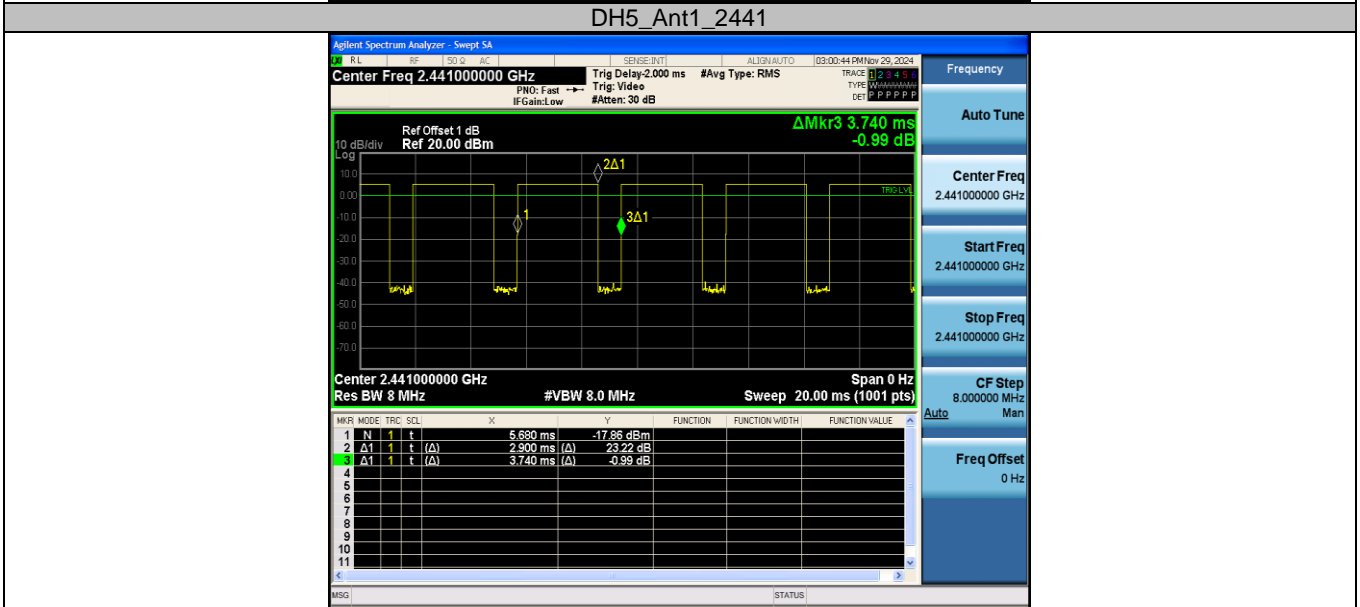 DH5_Ant1_2441
Agilent Spectrum Analyzer - Swept SA
RL RF 50 Ω AC SENSE:INT ALIGNAUTO 03:00:44 PM Nov 29, 2024
Center Freq 2.441000000 GHz
PNO: Fast
IFGain:Low
Trig Delay-2.000 ms
Trig: Video
#Atten: 30 dB
#Avg Type: RMS
TRACE 1 2 3 4 5 6
TYPE
DET P P P P P P
Frequency
Auto Tune
Center Freq
2.441000000 GHz
Start Freq
2.441000000 GHz
Stop Freq
2.441000000 GHz
CF Step
8.000000 MHz
Auto Man
Freq Offset
0 Hz
ΔMkr3 3.740 ms
-0.99 dB
Ref Offset 1 dB
10 dB/div Ref 20.00 dBm
Log
10.0
0.00
-10.0
-20.0
-30.0
-40.0
-50.0
-60.0
-70.0
2Δ1
TRIG LVL
1
3Δ1
Center 2.441000000 GHz Span 0 Hz
Res BW 8 MHz #VBW 8.0 MHz Sweep 20.00 ms (1001 pts)
MKR MODE TRC SCL X Y FUNCTION FUNCTION WIDTH FUNCTION VALUE
1 N 1 t 5.680 ms -17.86 dBm
2 Δ1 1 t (Δ) 2.900 ms (Δ) 23.22 dB
3 Δ1 1 t (Δ) 3.740 ms (Δ) -0.99 dB
4
5
6
7
8
9
10
11
MSG STATUS